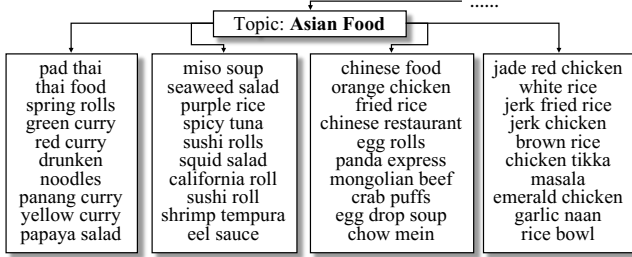 ......
Topic: Asian Food
pad thai
thai food
spring rolls
green curry
red curry
drunken
noodles
panang curry
yellow curry
papaya salad
miso soup
seaweed salad
purple rice
spicy tuna
sushi rolls
squid salad
california roll
sushi roll
shrimp tempura
eel sauce
chinese food
orange chicken
fried rice
chinese restaurant
egg rolls
panda express
mongolian beef
crab puffs
egg drop soup
chow mein
jade red chicken
white rice
jerk fried rice
jerk chicken
brown rice
chicken tikka
masala
emerald chicken
garlic naan
rice bowl